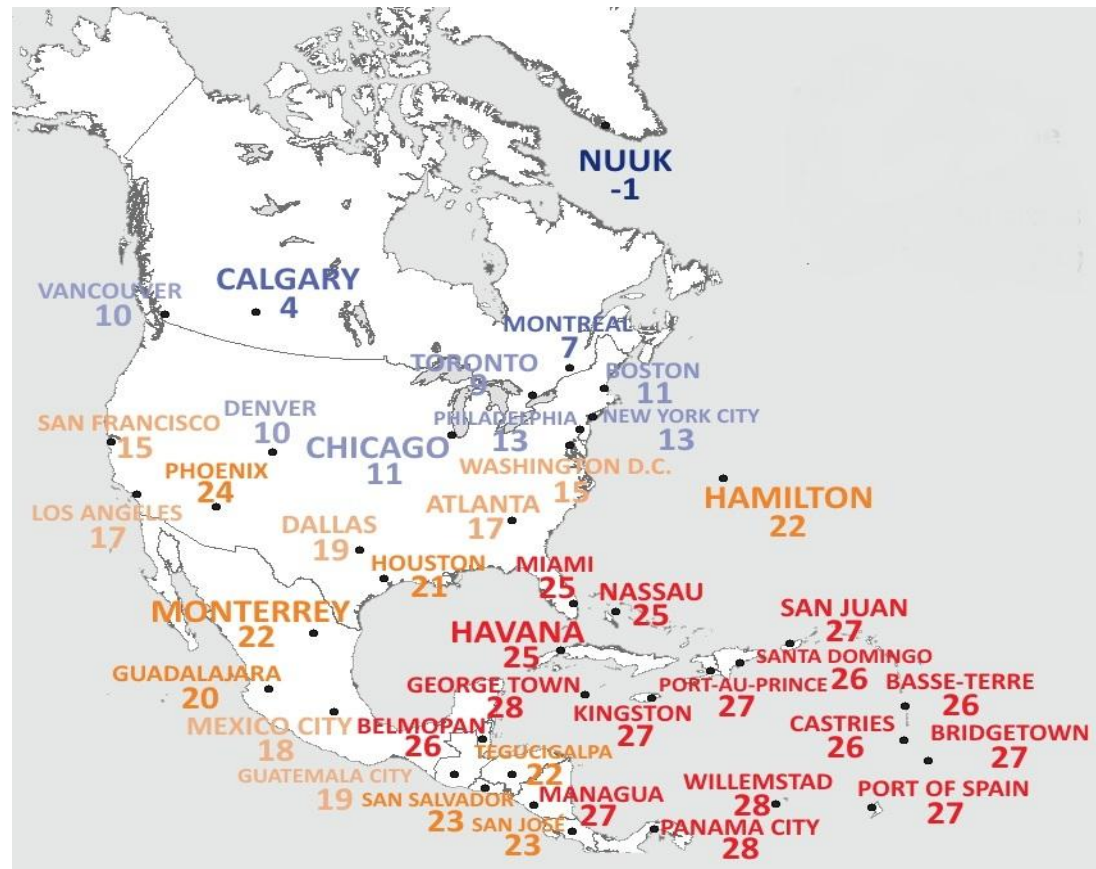 NUUK
-1
CALGARY
4
VANCOUVER
10
MONTRÉAL
7
TORONTO
9
BOSTON
11
PHILADELPHIA
13
NEW YORK CITY
13
SAN FRANCISCO
15
DENVER
10
CHICAGO
11
WASHINGTON D.C.
15
PHOENIX
24
LOS ANGELES
17
ATLANTA
17
HAMILTON
22
DALLAS
19
HOUSTON
21
MIAMI
25
NASSAU
25
MONTERREY
22
HAVANA
25
SAN JUAN
27
SANTA DOMINGO
26
GUADALAJARA
20
GEORGE TOWN
28
PORT-AU-PRINCE
27
BASSE-TERRE
26
KINGSTON
27
MEXICO CITY
18
BELMOPAN
26
CASTRIES
26
BRIDGETOWN
27
TEGUCIGALPA
22
GUATEMALA CITY
19
SAN SALVADOR
23
MANAGUA
27
WILLEMSTAD
28
PORT OF SPAIN
27
SAN JOSÉ
23
PANAMA CITY
28